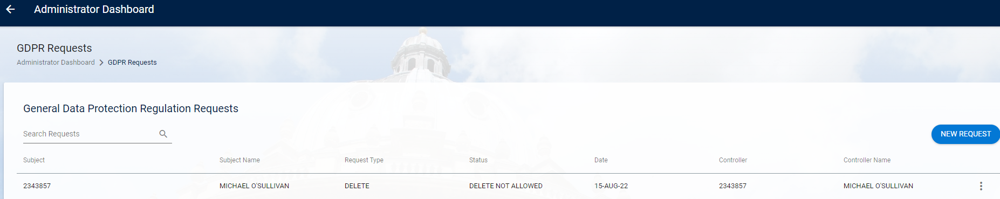 Administrator Dashboard
GDPR Requests
Administrator Dashboard > GDPR Requests
General Data Protection Regulation Requests
Search Requests
NEW REQUEST
Subject Subject Name Request Type Status Date Controller Controller Name
2343857 MICHAEL O'SULLIVAN DELETE DELETE NOT ALLOWED 15-AUG-22 2343857 MICHAEL O'SULLIVAN